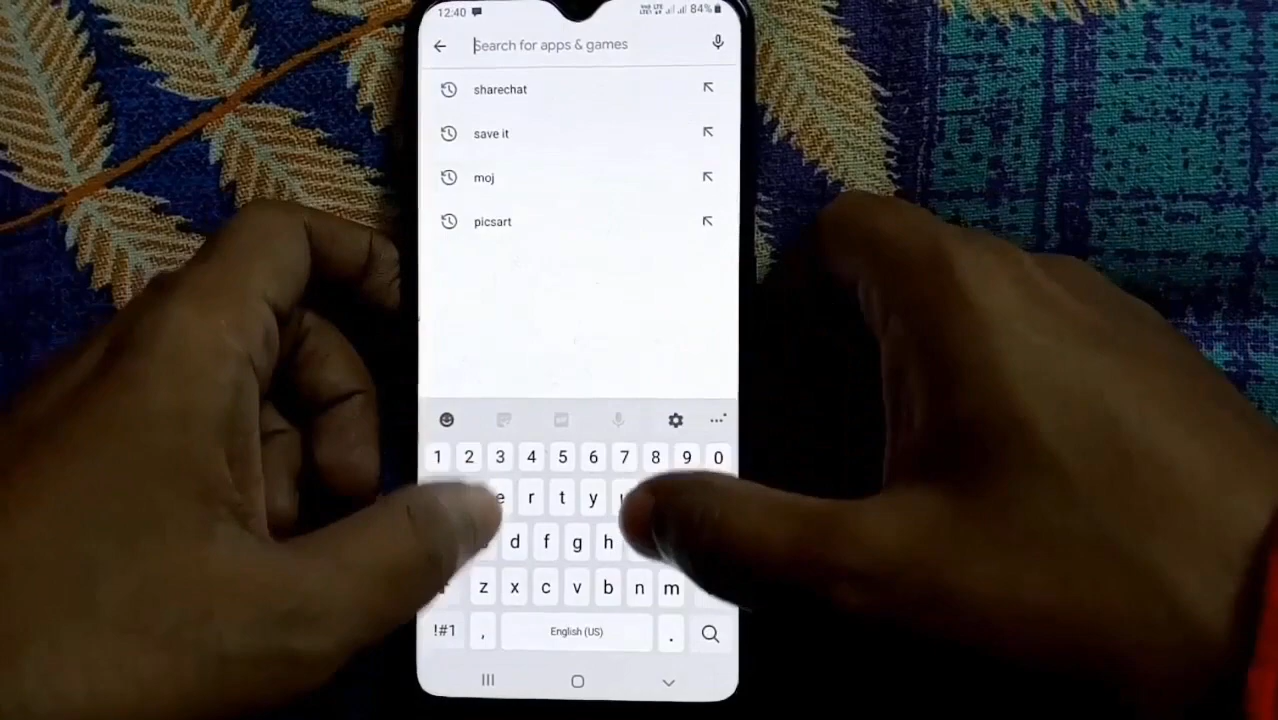 12:40 84%
Search for apps & games
sharechat
save it
moj
picsart
1 2 3 4 5 6 7 8 9 0
e r t y
d f g h
z x c v b n m
!#1 , English (US) .